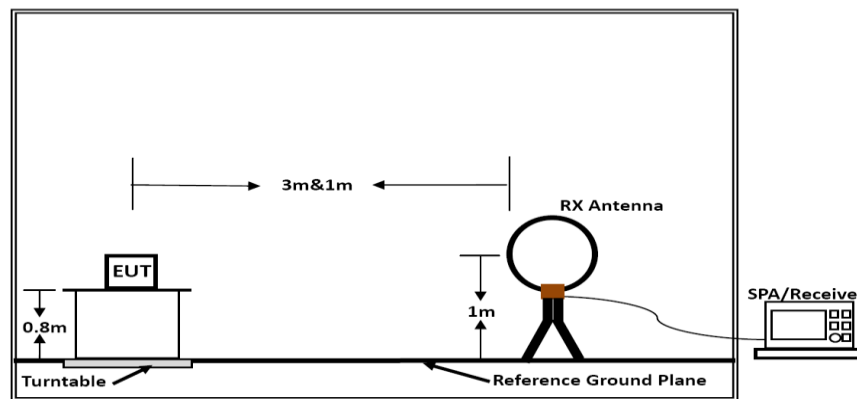 3m&1m
RX Antenna
EUT
SPA/Receive
0.8m
1m
Turntable
Reference Ground Plane